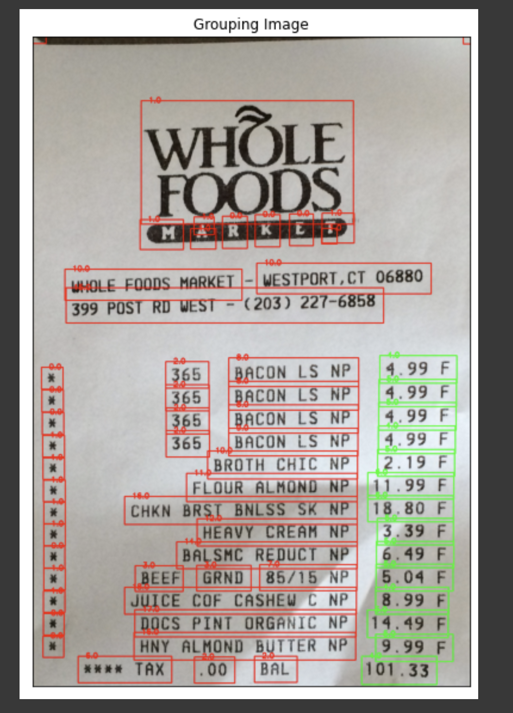 Grouping Image
WHOLE
FOODS
MARKET
WHOLE FOODS MARKET - WESTPORT,CT 06880
399 POST RD WEST - (203) 227-6858
* 365 BACON LS NP 4.99 F
* 365 BACON LS NP 4.99 F
* 365 BACON LS NP 4.99 F
* 365 BACON LS NP 4.99 F
* BROTH CHIC NP 2.19 F
* FLOUR ALMOND NP 11.99 F
* CHKN BRST BNLSS SK NP 18.80 F
* HEAVY CREAM NP 3.39 F
* BALSMC REDUCT NP 6.49 F
* BEEF GRND 85/15 NP 5.04 F
* JUICE COF CASHEW C NP 8.99 F
* DOCS PINT ORGANIC NP 14.49 F
* HNY ALMOND BUTTER NP 9.99 F
**** TAX .00 BAL 101.33